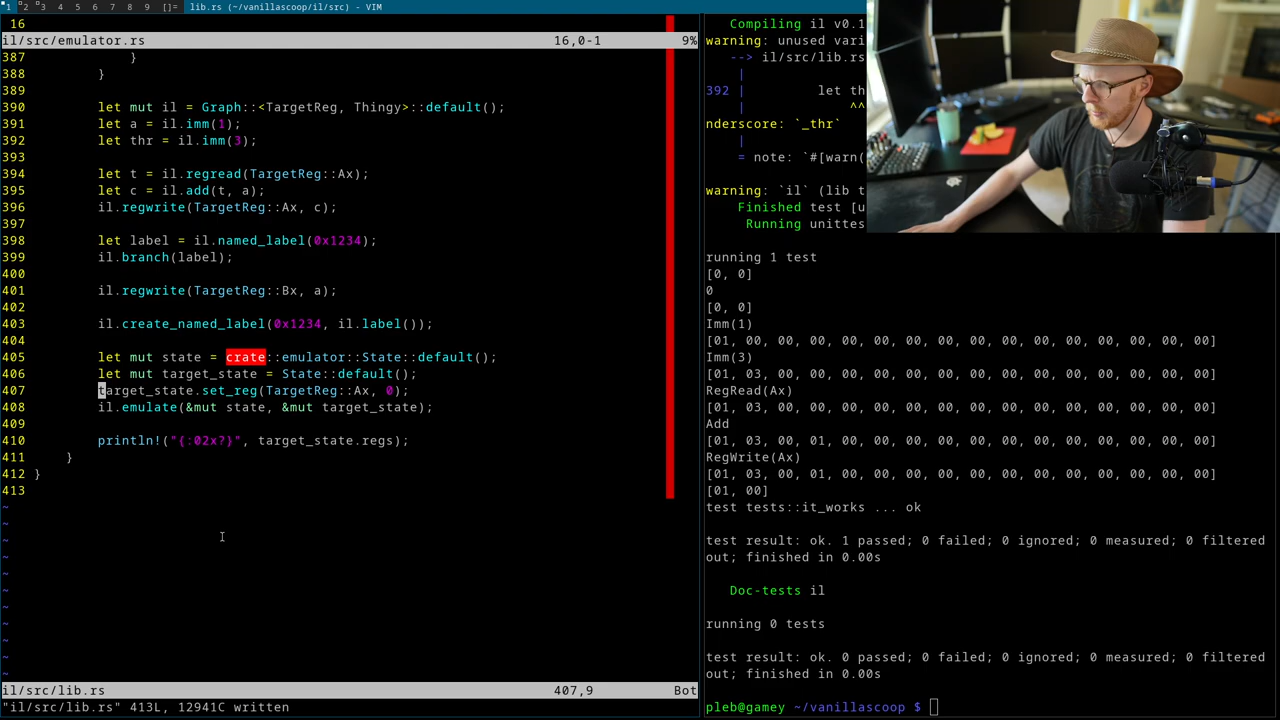 1 2 3 4 5 6 7 8 9 []= lib.rs (~/vanillascoop/il/src) - VIM
16
il/src/emulator.rs 16,0-1 9%
387 }
388 }
389
390 let mut il = Graph::<TargetReg, Thingy>::default();
391 let a = il.imm(1);
392 let thr = il.imm(3);
393
394 let t = il.regread(TargetReg::Ax);
395 let c = il.add(t, a);
396 il.regwrite(TargetReg::Ax, c);
397
398 let label = il.named_label(0x1234);
399 il.branch(label);
400
401 il.regwrite(TargetReg::Bx, a);
402
403 il.create_named_label(0x1234, il.label());
404
405 let mut state = crate::emulator::State::default();
406 let mut target_state = State::default();
407 target_state.set_reg(TargetReg::Ax, 0);
408 il.emulate(&mut state, &mut target_state);
409
410 println!("{:02x?}", target_state.regs);
411 }
412 }
413
~
~
~
~
~
~
~
~
~
~
~
il/src/lib.rs 407,9 Bot
"il/src/lib.rs" 413L, 12941C written
Compiling il v0.1
warning: unused vari
--> il/src/lib.rs
|
392 | let th
| ^^
nderscore: `_thr`
|
= note: `#[warn(
warning: `il` (lib t
Finished test [u
Running unittes
running 1 test
[0, 0]
0
[0, 0]
Imm(1)
[01, 00, 00, 00, 00, 00, 00, 00, 00, 00, 00, 00, 00, 00, 00, 00]
Imm(3)
[01, 03, 00, 00, 00, 00, 00, 00, 00, 00, 00, 00, 00, 00, 00, 00]
RegRead(Ax)
[01, 03, 00, 00, 00, 00, 00, 00, 00, 00, 00, 00, 00, 00, 00, 00]
Add
[01, 03, 00, 01, 00, 00, 00, 00, 00, 00, 00, 00, 00, 00, 00, 00]
RegWrite(Ax)
[01, 03, 00, 01, 00, 00, 00, 00, 00, 00, 00, 00, 00, 00, 00, 00]
[01, 00]
test tests::it_works ... ok
test result: ok. 1 passed; 0 failed; 0 ignored; 0 measured; 0 filtered
out; finished in 0.00s
Doc-tests il
running 0 tests
test result: ok. 0 passed; 0 failed; 0 ignored; 0 measured; 0 filtered
out; finished in 0.00s
pleb@gamey ~/vanillascoop $